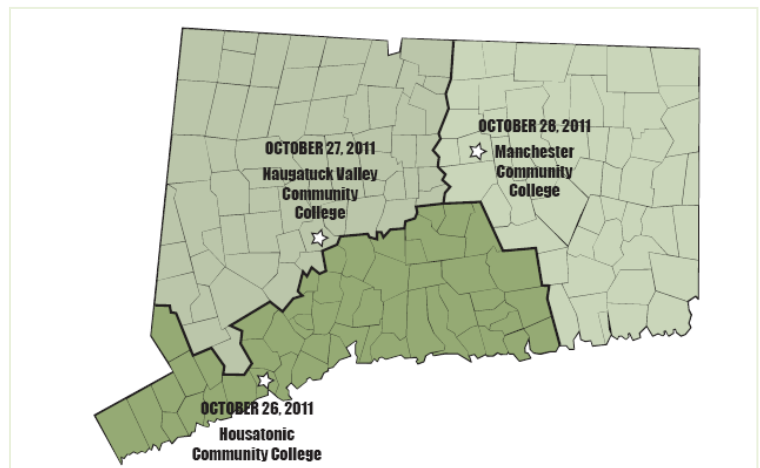 OCTOBER 27, 2011
Naugatuck Valley
Community
College
OCTOBER 28, 2011
Manchester
Community
College
OCTOBER 26, 2011
Housatonic
Community College